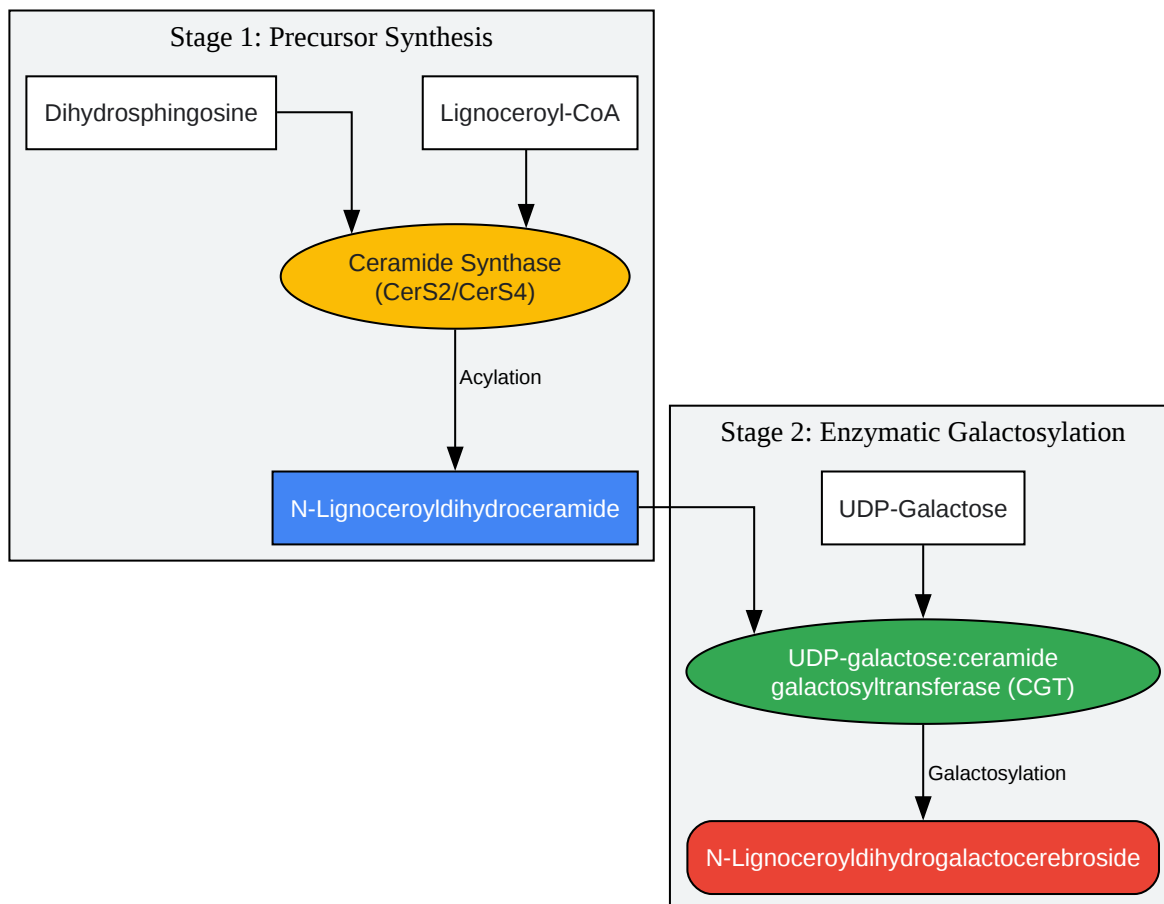 Stage 1: Precursor Synthesis
Dihydrosphingosine
Lignoceroyl-CoA
Ceramide Synthase
(CerS2/CerS4)
Acylation
N-Lignoceroyldihydroceramide
Stage 2: Enzymatic Galactosylation
UDP-Galactose
UDP-galactose:ceramide
galactosyltransferase (CGT)
Galactosylation
N-Lignoceroyldihydrogalactocerebroside